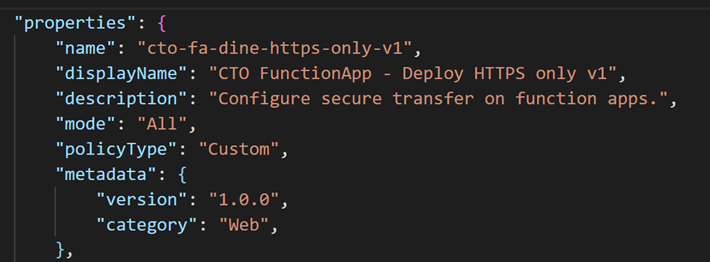 "properties": {
"name": "cto-fa-dine-https-only-v1",
"displayName": "CTO FunctionApp - Deploy HTTPS only v1",
"description": "Configure secure transfer on function apps.",
"mode": "All",
"policyType": "Custom",
"metadata": {
"version": "1.0.0",
"category": "Web",
},